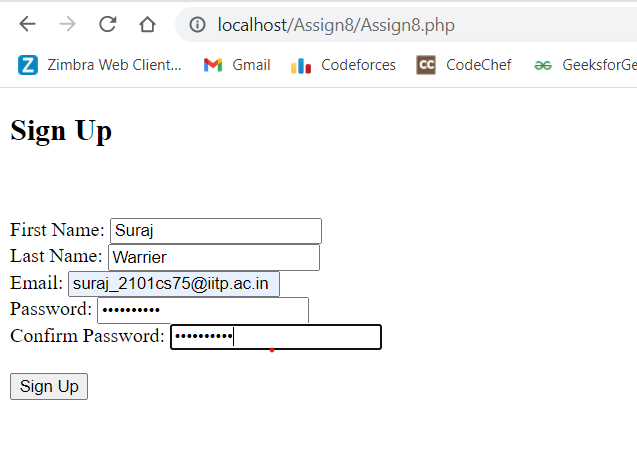 localhost/Assign8/Assign8.php
Zimbra Web Client... Gmail Codeforces CC CodeChef GeeksforGe
Sign Up
First Name: Suraj
Last Name: Warrier
Email: suraj_2101cs75@iitp.ac.in
Password: ••••••••••
Confirm Password: ••••••••••
Sign Up